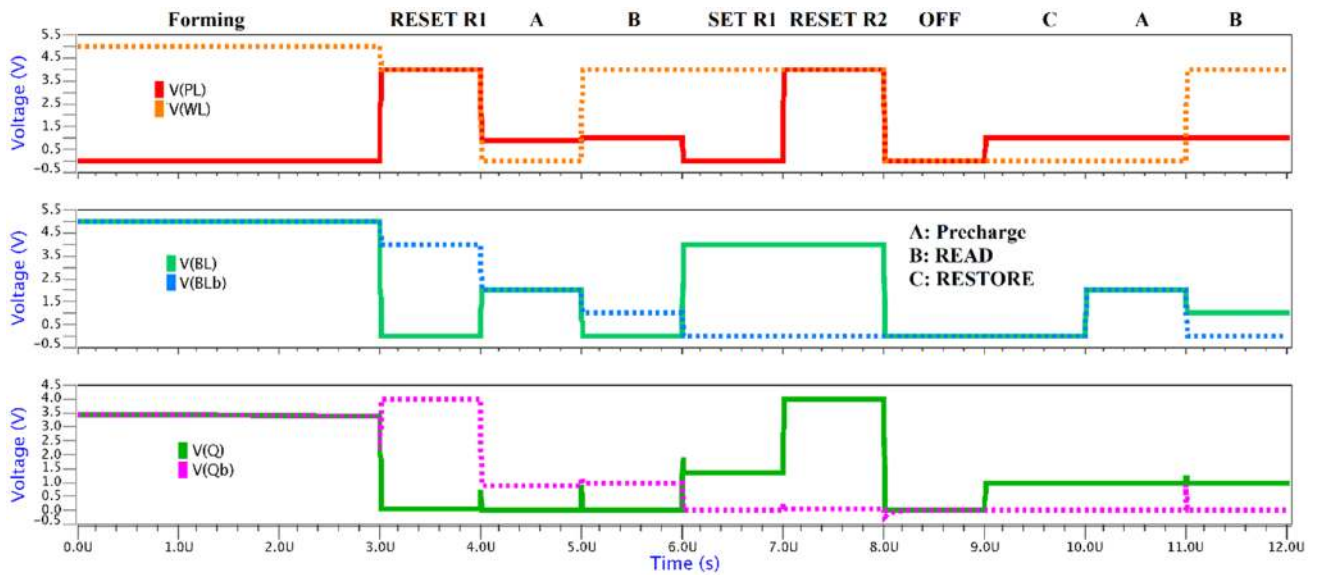 Forming RESET R1 A B SET R1 RESET R2 OFF C A B
5.5
4.5
3.5
2.5
1.5
0.5
−0.5
Voltage (V)
V(PL)
V(WL)
5.5
4.5
3.5
2.5
1.5
0.5
−0.5
Voltage (V)
V(BL)
V(BLb)
A: Precharge
B: READ
C: RESTORE
4.5
4.0
3.5
3.0
2.5
2.0
1.5
1.0
0.5
0.0
−0.5
Voltage (V)
V(Q)
V(Qb)
0.0U 1.0U 2.0U 3.0U 4.0U 5.0U 6.0U 7.0U 8.0U 9.0U 10.0U 11.0U 12.0U
Time (s)